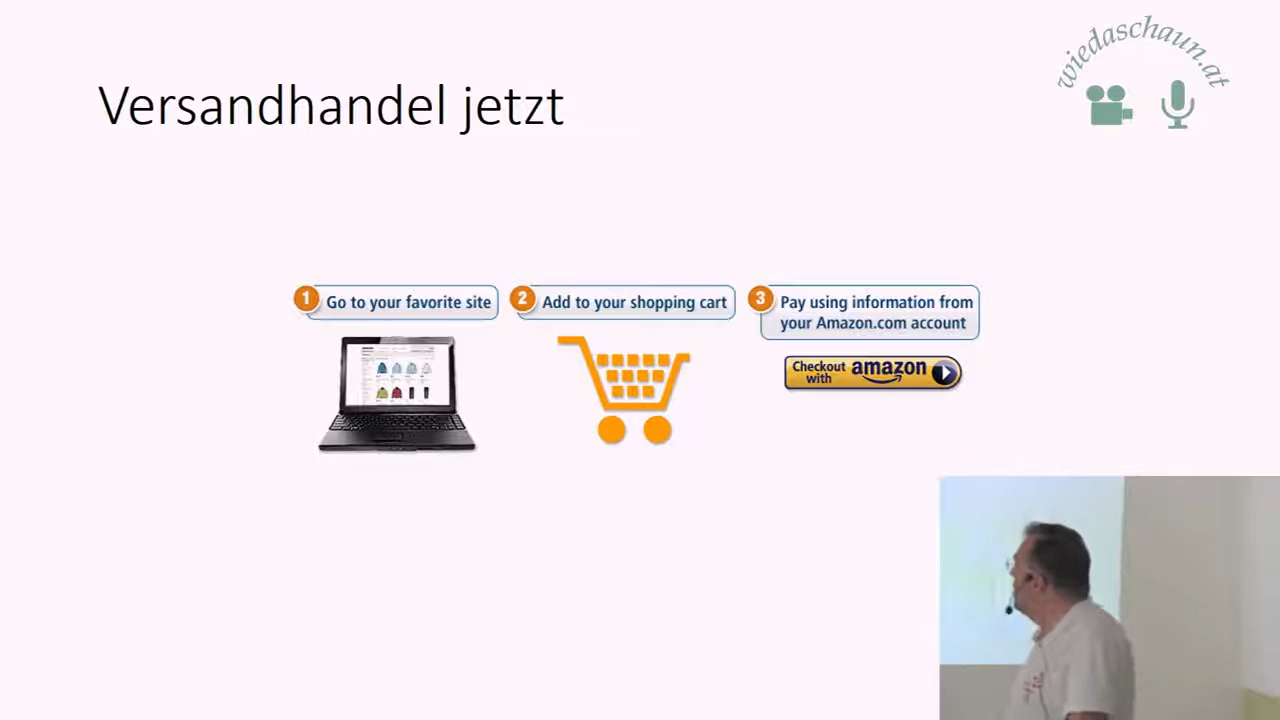 wiedaschaun.at
Versandhandel jetzt
1 Go to your favorite site
2 Add to your shopping cart
3 Pay using information from
your Amazon.com account
Checkout
with amazon